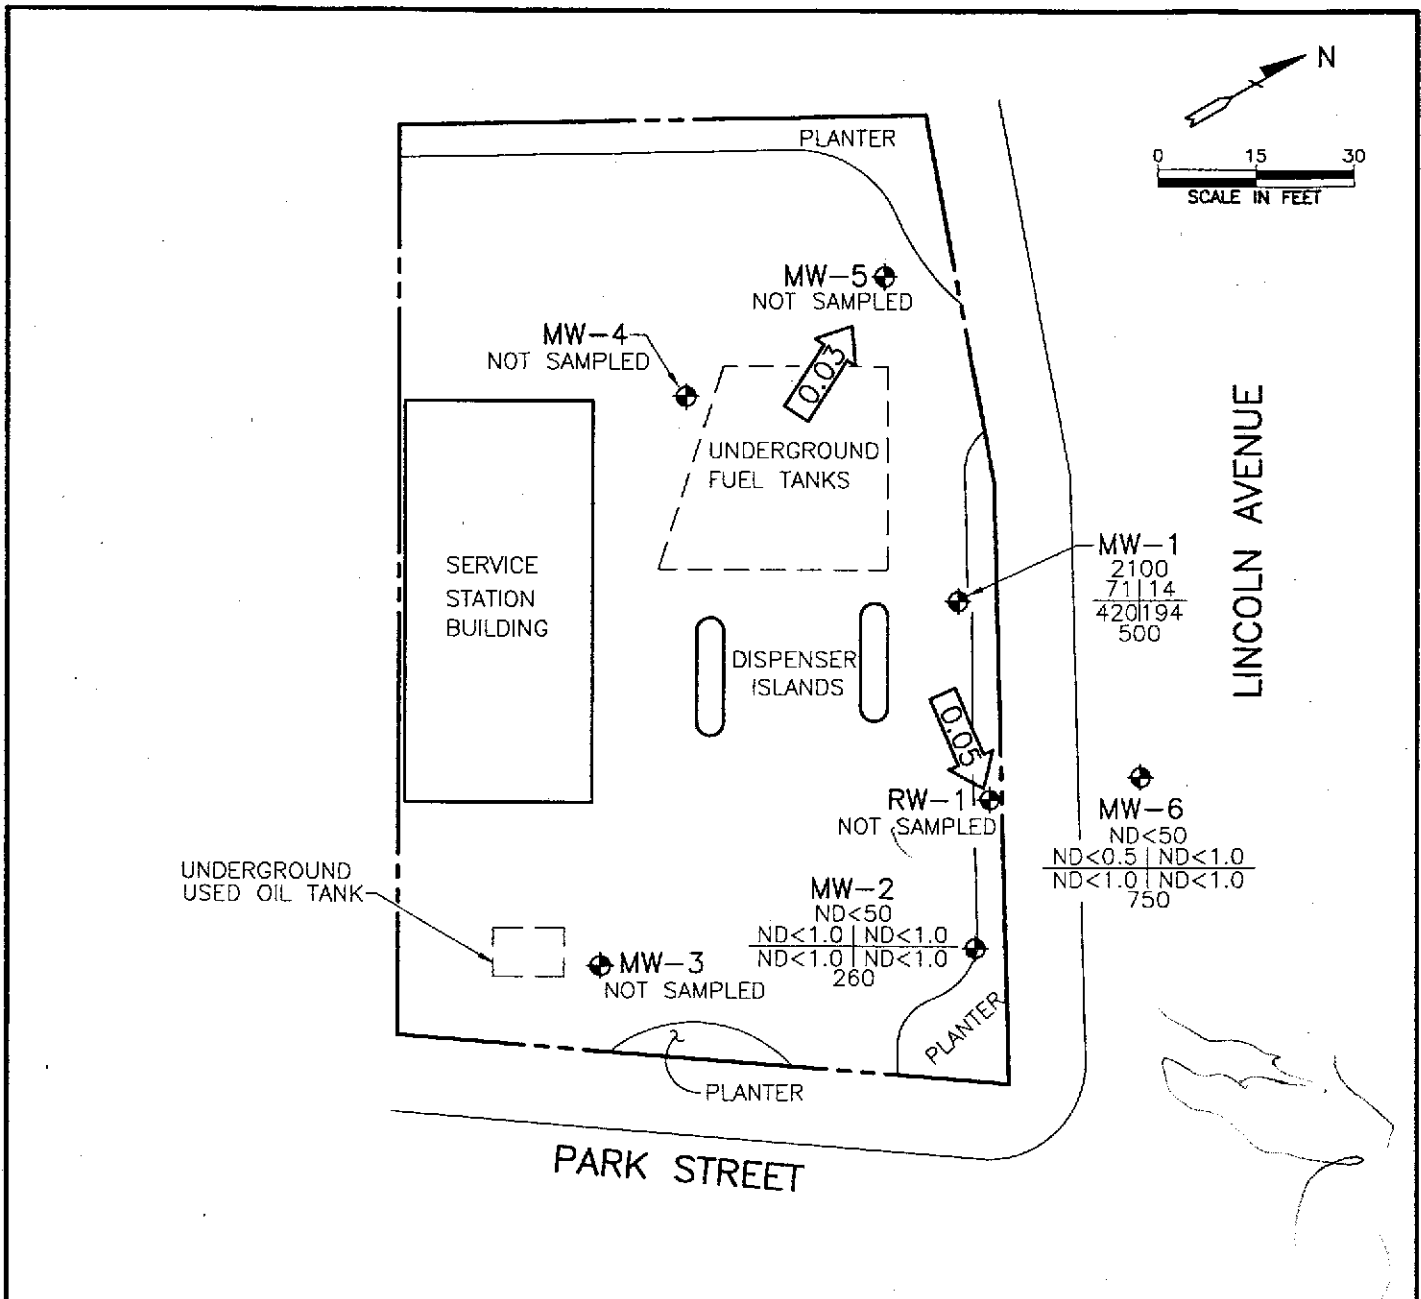 N
0 15 30
SCALE IN FEET
PLANTER
MW-5
NOT SAMPLED
MW-4
NOT SAMPLED
0.03
UNDERGROUND
FUEL TANKS
SERVICE
STATION
BUILDING
LINCOLN AVENUE
MW-1
2100
71|14
420|194
500
DISPENSER
ISLANDS
0.05
RW-1
NOT SAMPLED
MW-6
ND<50
ND<0.5 | ND<1.0
ND<1.0 | ND<1.0
750
UNDERGROUND
USED OIL TANK
MW-2
ND<50
ND<1.0 | ND<1.0
ND<1.0 | ND<1.0
260
MW-3
NOT SAMPLED
PLANTER
PLANTER
PARK STREET